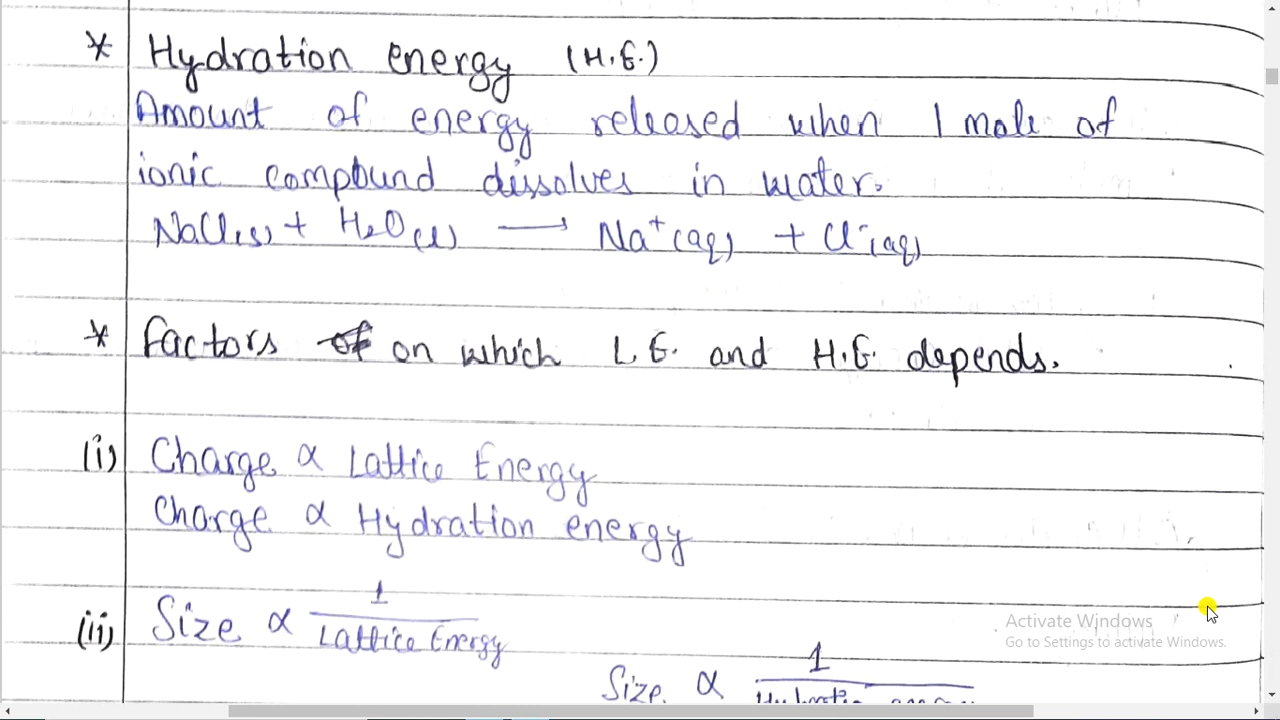 * Hydration energy (H.E.)
Amount of energy released when 1 mole of
ionic compound dissolves in water.
NaCl(s) + H2O(l) → Na+(aq) + Cl-(aq)
* Factors of on which L.E. and H.E. depends.
(i) Charge ∝ Lattice Energy
Charge ∝ Hydration energy
(ii) Size ∝ 1/Lattice Energy
Size ∝ 1/Hydration energy
Activate Windows
Go to Settings to activate Windows.